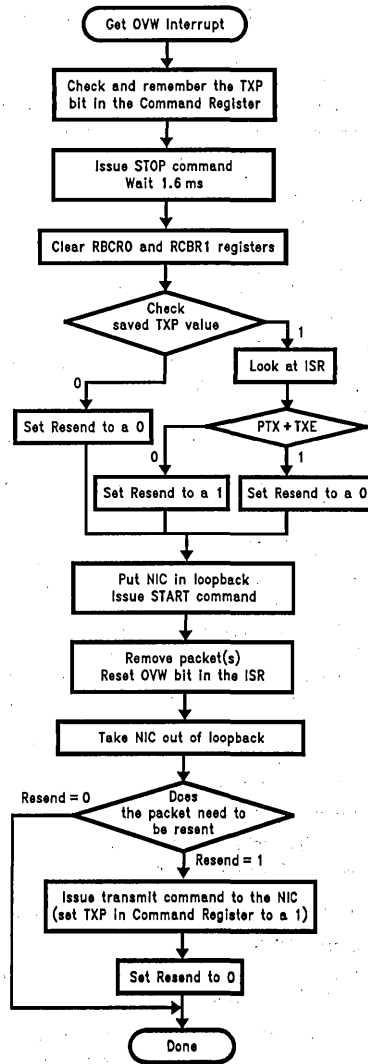 Get OVW Interrupt
Check and remember the TXP
bit in the Command Register
Issue STOP command
Wait 1.6 ms
Clear RBCR0 and RCBR1 registers
Check
saved TXP value
1
Look at ISR
0
Set Resend to a 0
PTX + TXE
0
1
Set Resend to a 1
Set Resend to a 0
Put NIC in loopback
Issue START command
Remove packet(s)
Reset OVW bit in the ISR
Take NIC out of loopback
Resend = 0
Does
the packet need to
be resent
Resend = 1
Issue transmit command to the NIC
(set TXP in Command Register to a 1)
Set Resend to 0
Done